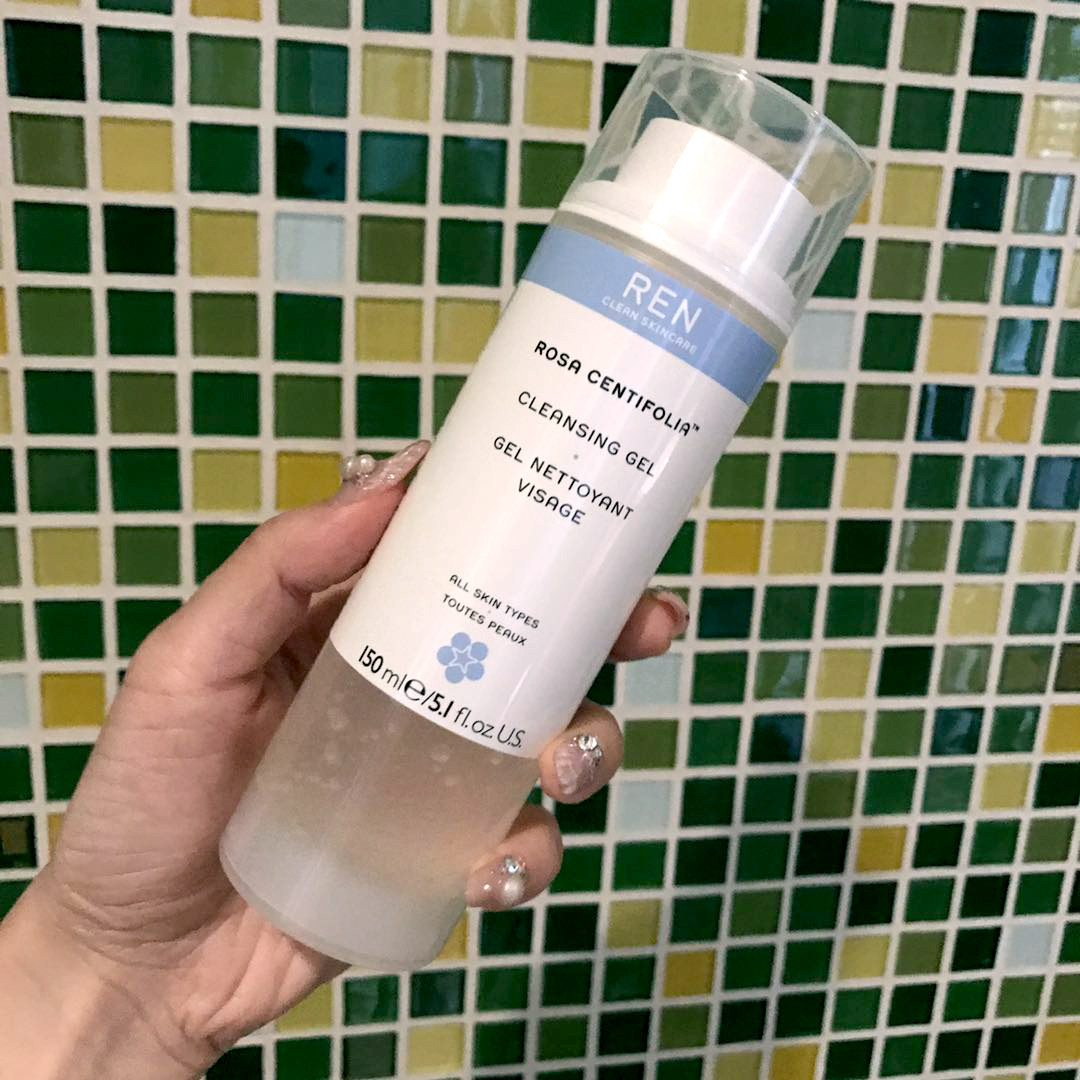 REN
CLEAN SKINCARE
ROSA CENTIFOLIA™
CLEANSING GEL
GEL NETTOYANT
VISAGE
ALL SKIN TYPES
TOUTES PEAUX
150 ml℮/5.1 fl.oz. U.S.